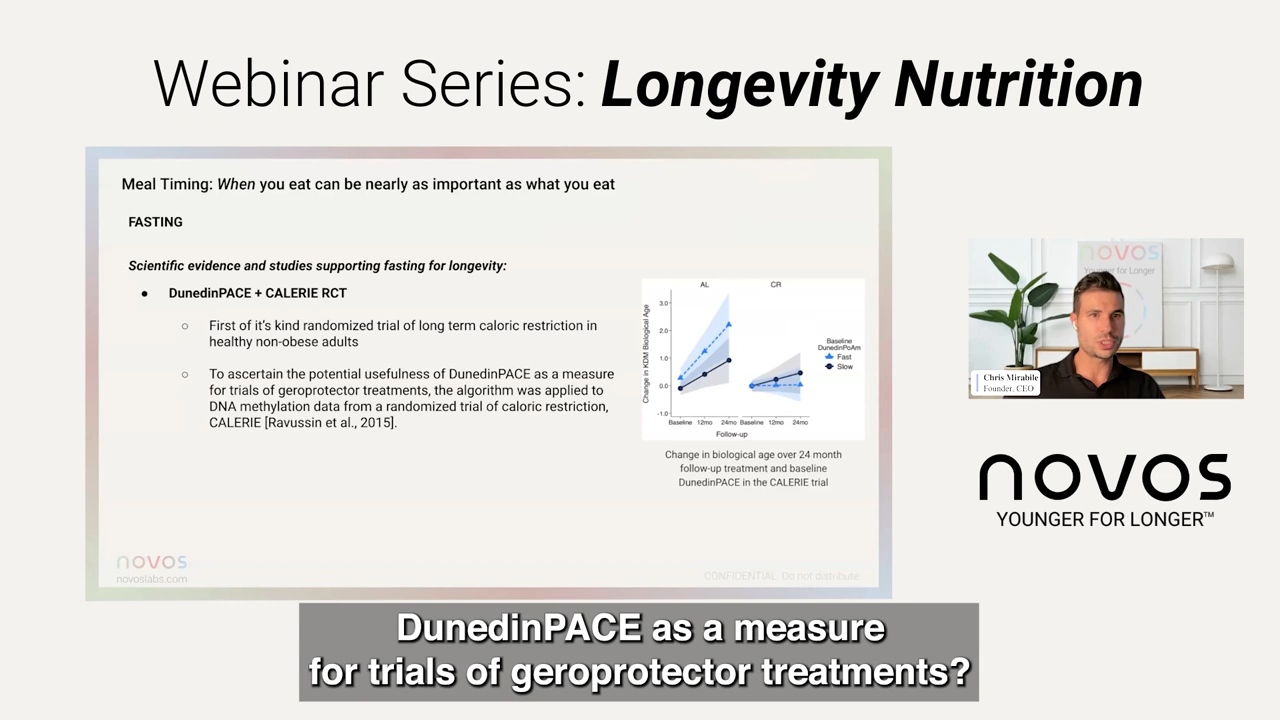 Webinar Series: Longevity Nutrition
Meal Timing: When you eat can be nearly as important as what you eat
FASTING
Scientific evidence and studies supporting fasting for longevity:
● DunedinPACE + CALERIE RCT
○ First of it's kind randomized trial of long term caloric restriction in
healthy non-obese adults
○ To ascertain the potential usefulness of DunedinPACE as a measure
for trials of geroprotector treatments, the algorithm was applied to
DNA methylation data from a randomized trial of caloric restriction,
CALERIE [Ravussin et al., 2015].
AL
CR
Change in KDM Biological Age
3.0
2.0
1.0
0.0
-1.0
Baseline 12mo 24mo Baseline 12mo 24mo
Follow-up
Baseline
DunedinPoAm
Fast
Slow
Change in biological age over 24 month
follow-up treatment and baseline
DunedinPACE in the CALERIE trial
novos
novoslabs.com
CONFIDENTIAL. Do not distribute.
novos
Younger for Longer
Chris Mirabile
Founder, CEO
novos
YOUNGER FOR LONGER™
DunedinPACE as a measure
for trials of geroprotector treatments?